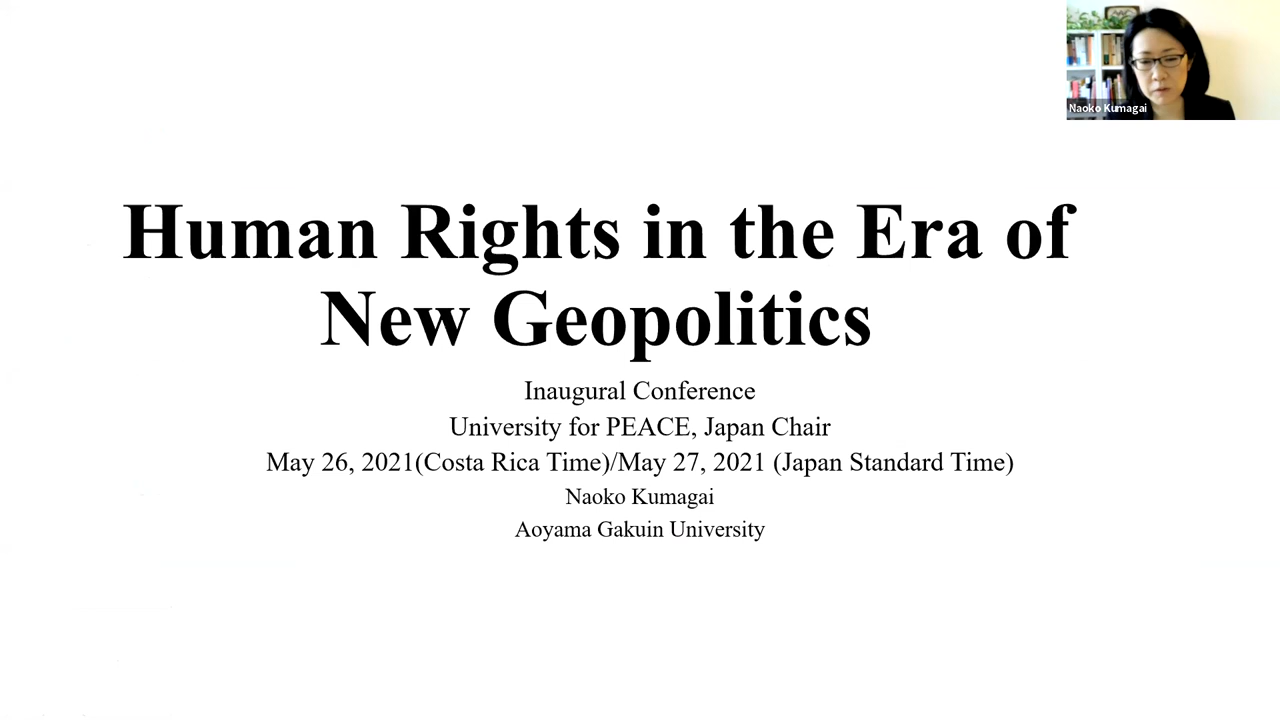 Naoko Kumagai
Human Rights in the Era of
New Geopolitics
Inaugural Conference
University for PEACE, Japan Chair
May 26, 2021(Costa Rica Time)/May 27, 2021 (Japan Standard Time)
Naoko Kumagai
Aoyama Gakuin University